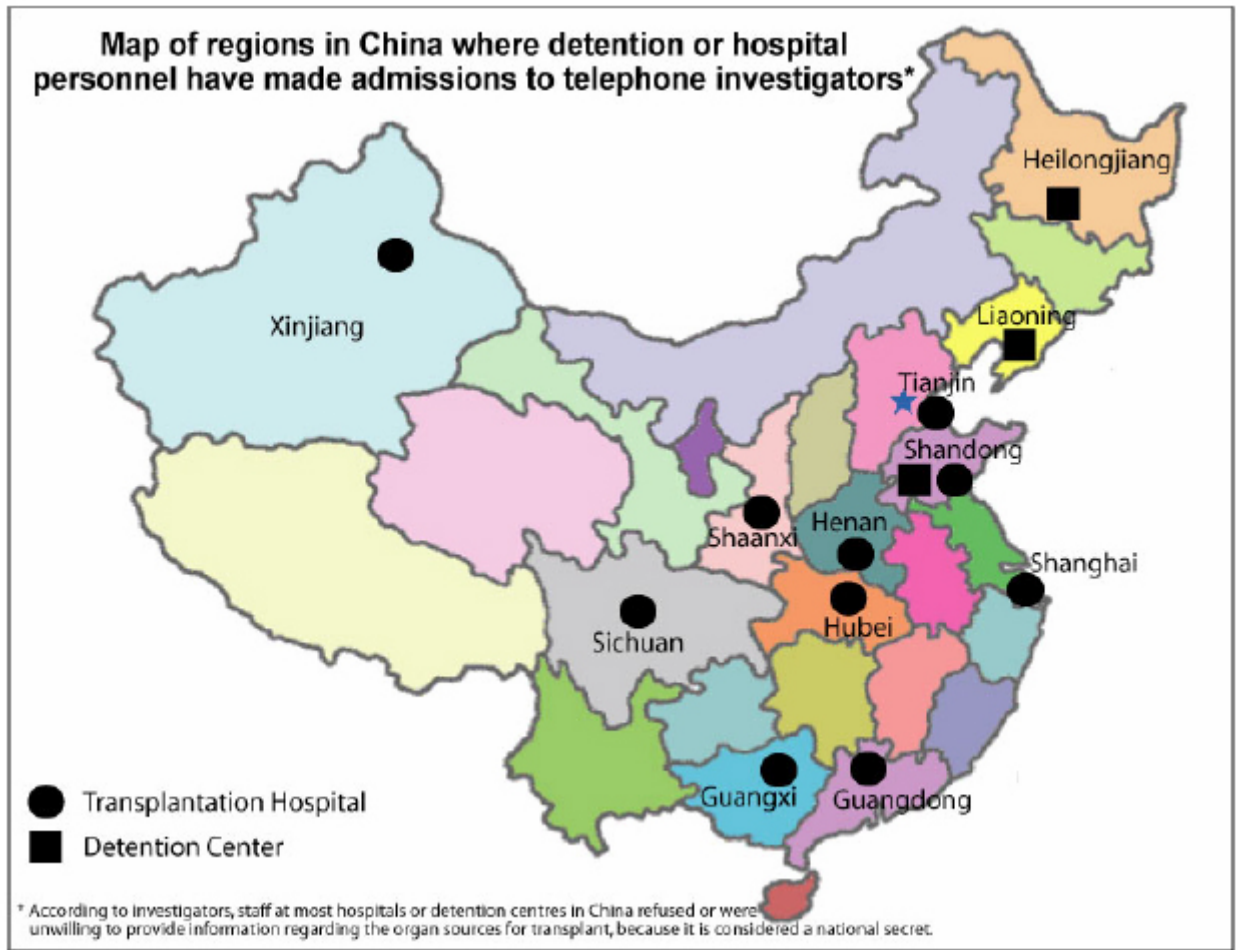 Map of regions in China where detention or hospital
personnel have made admissions to telephone investigators*
Heilongjiang
Liaoning
Xinjiang
Tianjin
Shandong
Shaanxi
Henan
Shanghai
Hubei
Sichuan
Guangxi
Guangdong
Transplantation Hospital
Detention Center
* According to investigators, staff at most hospitals or detention centres in China refused or were
unwilling to provide information regarding the organ sources for transplant, because it is considered a national secret.